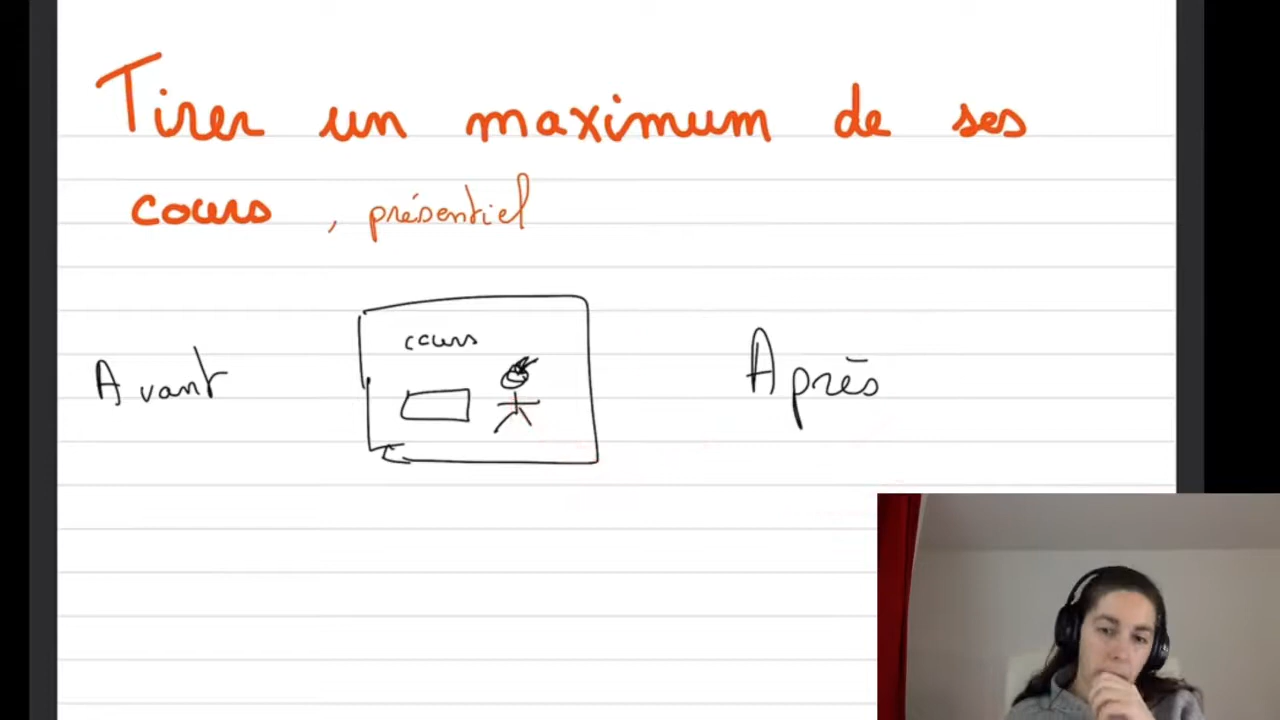 Tirer un maximum de ses
cours, présentiel
Avant
cours
Après